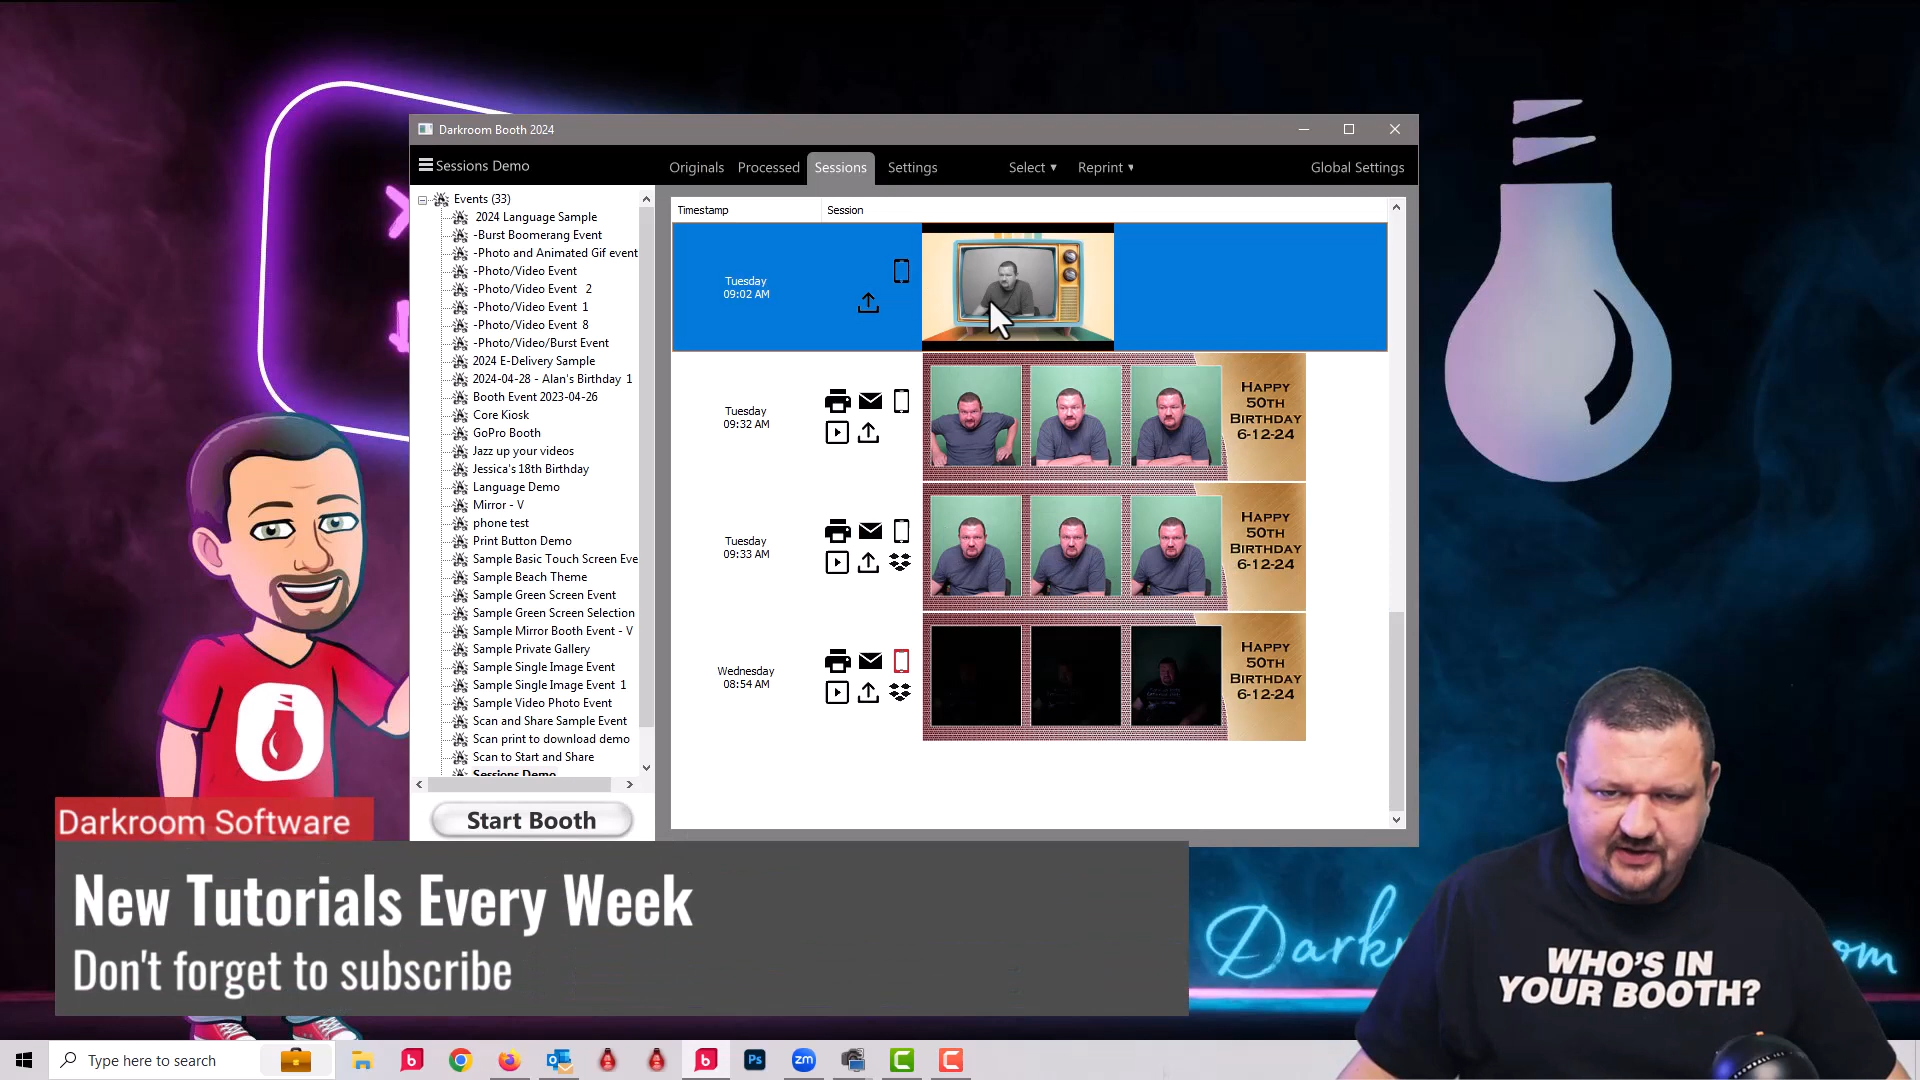 Darkroom Booth 2024
Sessions Demo
Originals
Processed
Sessions
Settings
Select
Reprint
Global Settings
Events (33)
2024 Language Sample
-Burst Boomerang Event
-Photo and Animated Gif event
-Photo/Video Event
-Photo/Video Event 2
-Photo/Video Event 1
-Photo/Video Event 8
-Photo/Video/Burst Event
2024 E-Delivery Sample
2024-04-28 - Alan's Birthday 1
Booth Event 2023-04-26
Core Kiosk
GoPro Booth
Jazz up your videos
Jessica's 18th Birthday
Language Demo
Mirror - V
phone test
Print Button Demo
Sample Basic Touch Screen Eve
Sample Beach Theme
Sample Green Screen Event
Sample Green Screen Selection
Sample Mirror Booth Event - V
Sample Private Gallery
Sample Single Image Event
Sample Single Image Event 1
Sample Video Photo Event
Scan and Share Sample Event
Scan print to download demo
Scan to Start and Share
Sessions Demo
Start Booth
Timestamp
Session
Tuesday
09:02 AM
Tuesday
09:32 AM
HAPPY
50TH
BIRTHDAY
6-12-24
Tuesday
09:33 AM
HAPPY
50TH
BIRTHDAY
6-12-24
Wednesday
08:54 AM
HAPPY
50TH
BIRTHDAY
6-12-24
Darkroom Software
New Tutorials Every Week
Don't forget to subscribe
WHO'S IN
YOUR BOOTH?
Type here to search
Ps
zm